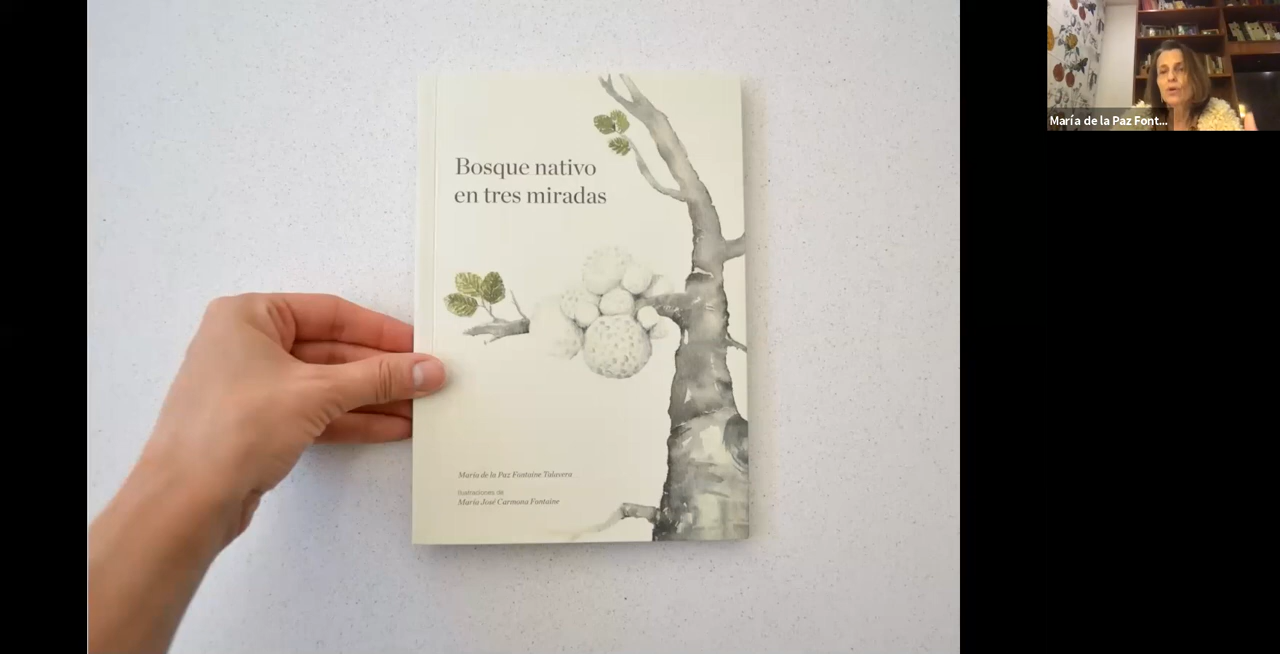 Bosque nativo
en tres miradas
María de la Paz Fontaine Talavera
Ilustraciones de
María José Carmona Fontaine
María de la Paz Font...